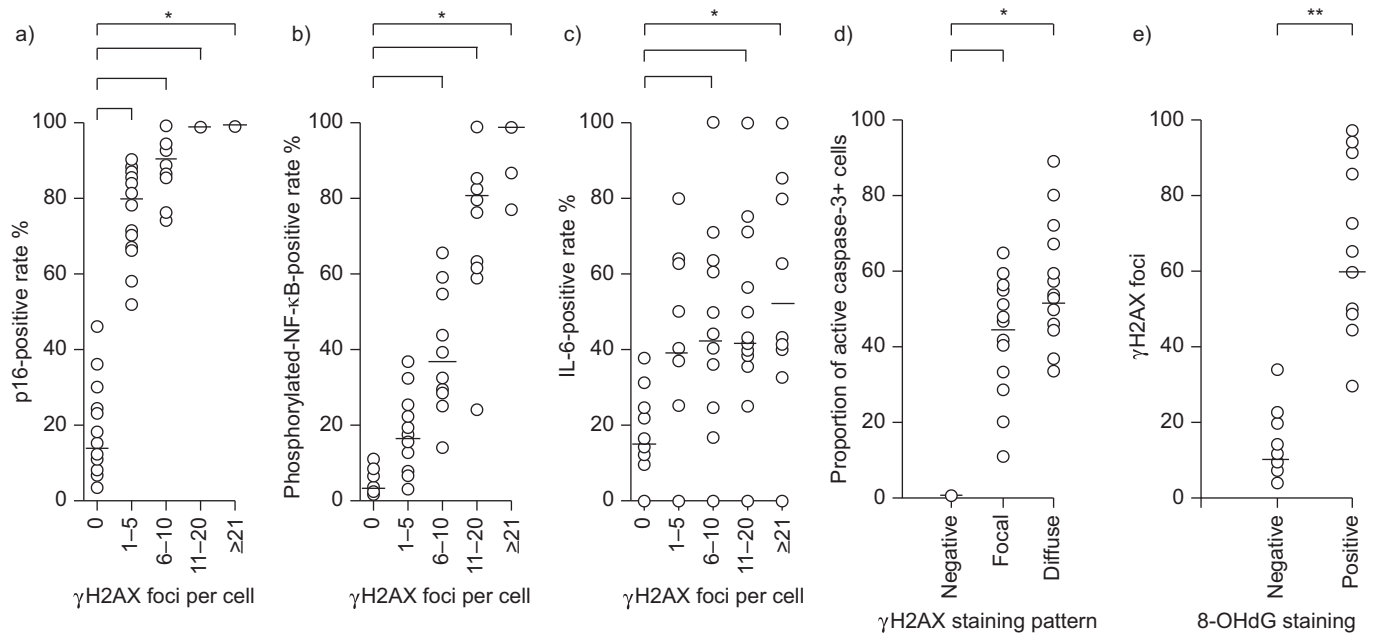 a)
*
p16-positive rate %
100
80
60
40
20
0
0
1–5
6–10
11–20
≥21
γH2AX foci per cell
b)
*
Phosphorylated-NF-κB-positive rate %
100
80
60
40
20
0
0
1–5
6–10
11–20
≥21
γH2AX foci per cell
c)
*
IL-6-positive rate %
100
80
60
40
20
0
0
1–5
6–10
11–20
≥21
γH2AX foci per cell
d)
*
Proportion of active caspase-3+ cells
100
80
60
40
20
0
Negative
Focal
Diffuse
γH2AX staining pattern
e)
**
γH2AX foci
100
80
60
40
20
0
Negative
Positive
8-OHdG staining